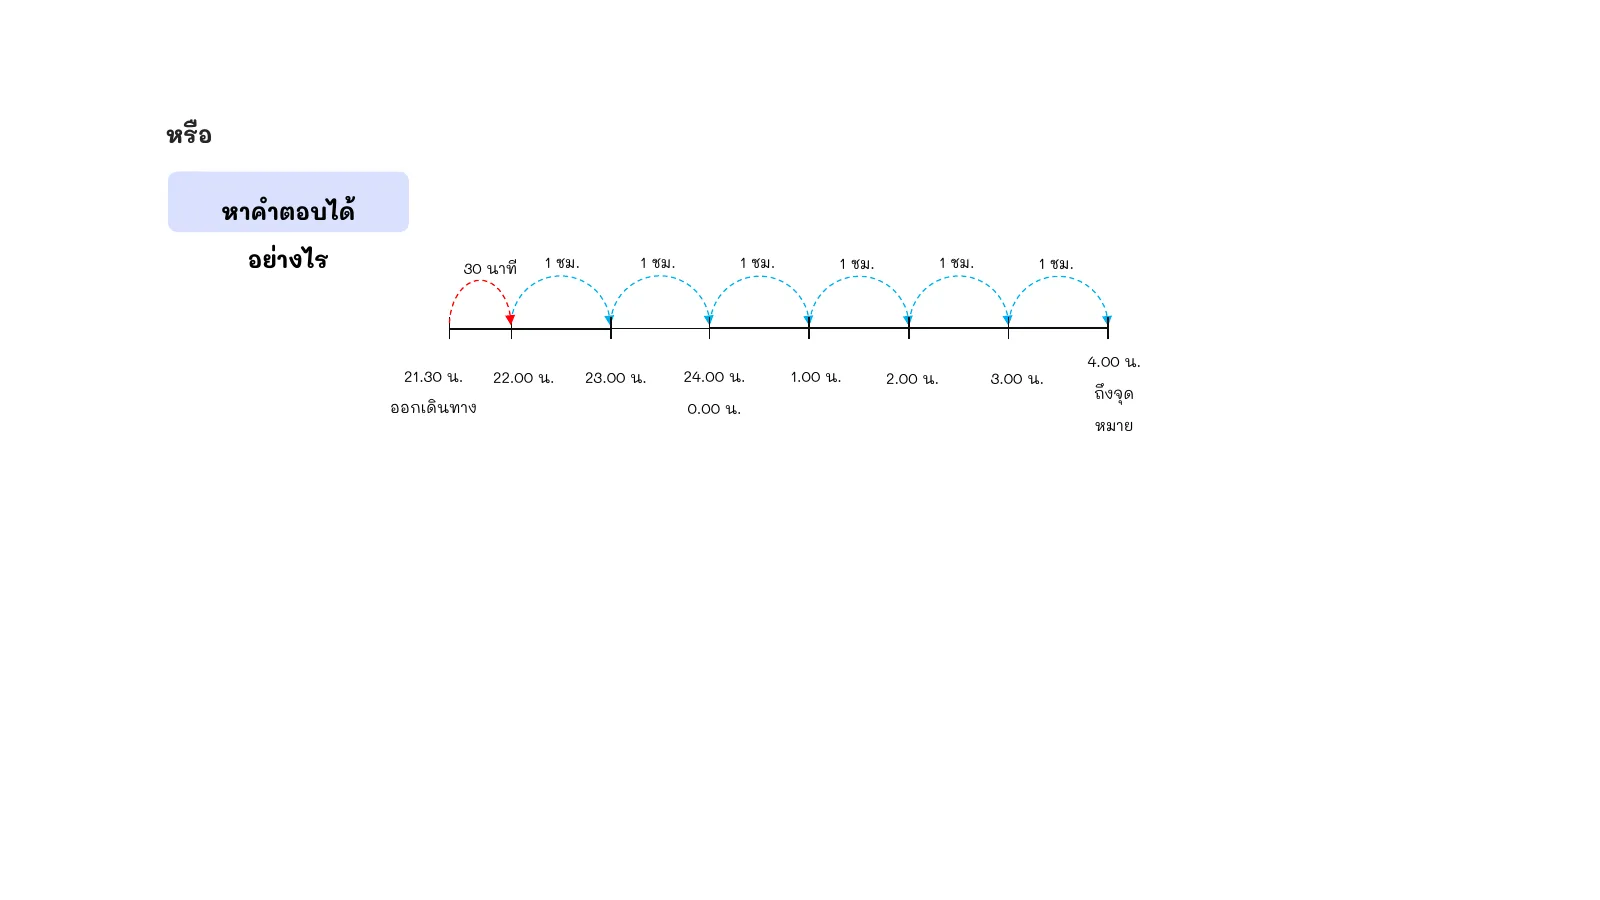 หรือ
หาคำตอบได้
อย่างไร
30 นาที 1 ชม. 1 ชม. 1 ชม. 1 ชม. 1 ชม. 1 ชม.
21.30 น. 22.00 น. 23.00 น. 24.00 น. 1.00 น. 2.00 น. 3.00 น. 4.00 น.
ออกเดินทาง 0.00 น. ถึงจุด
หมาย